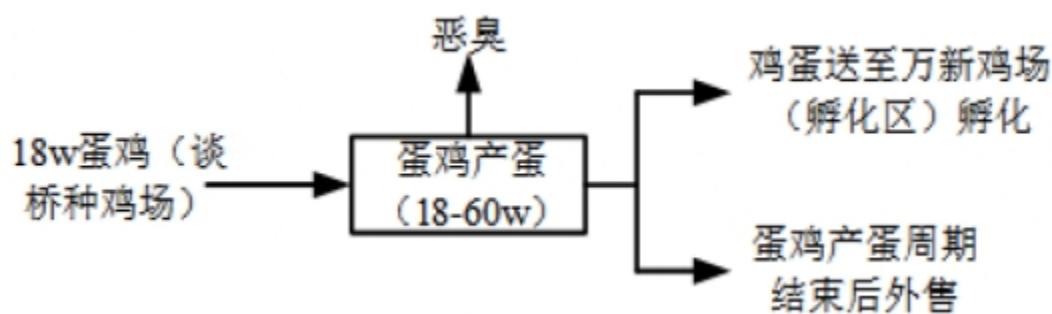 恶臭
18w蛋鸡（谈
桥种鸡场）
蛋鸡产蛋
（18-60w）
鸡蛋送至万新鸡场
（孵化区）孵化
蛋鸡产蛋周期
结束后外售